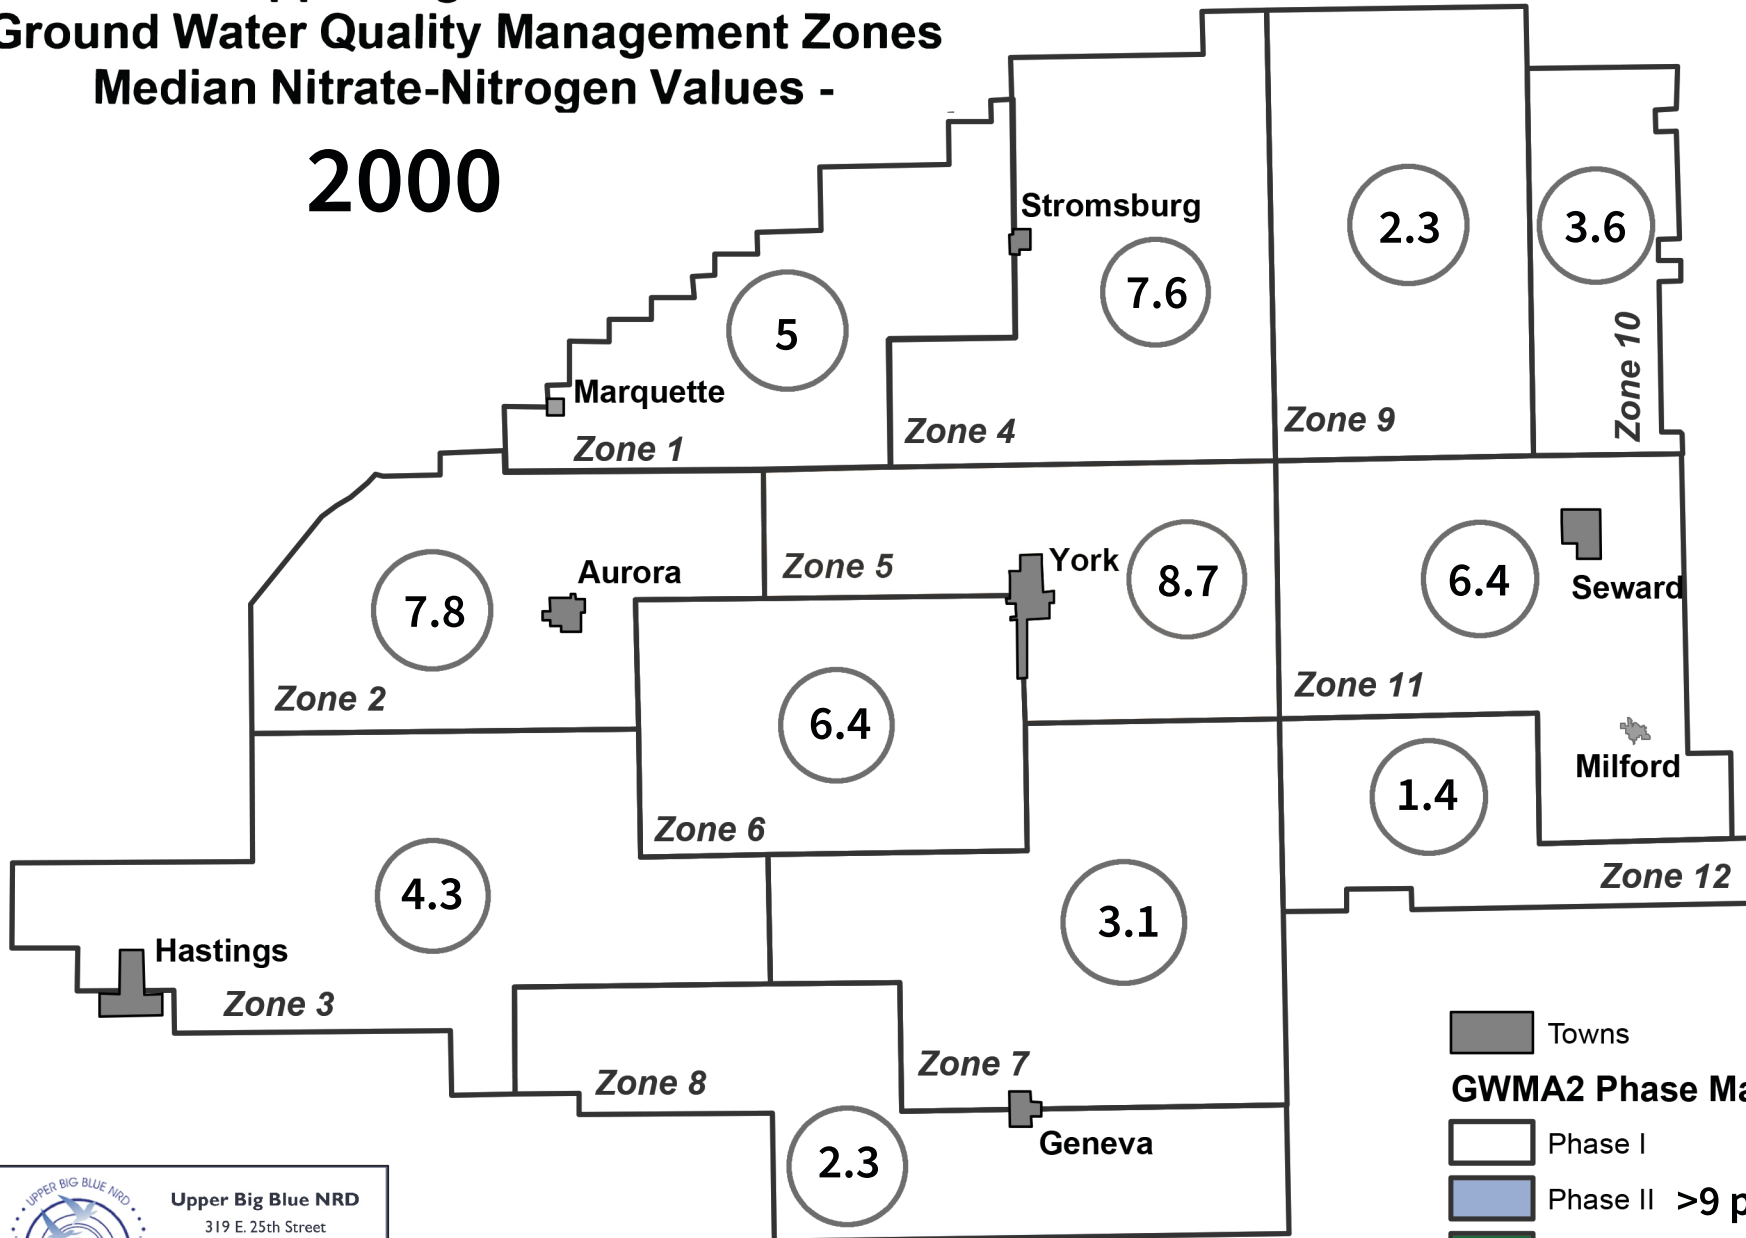 Ground Water Quality Management Zones
Median Nitrate-Nitrogen Values -
2000
Stromsburg
2.3
3.6
7.6
5
Zone 10
Marquette
Zone 1
Zone 4
Zone 9
Aurora
Zone 5
York
8.7
6.4
Seward
7.8
Zone 2
Zone 11
6.4
Milford
1.4
Zone 6
Zone 12
4.3
3.1
Hastings
Zone 3
Zone 7
Zone 8
Geneva
2.3
Towns
GWMA2 Phase Ma
Phase I
Phase II >9 p
UPPER BIG BLUE NRD
Upper Big Blue NRD
319 E. 25th Street